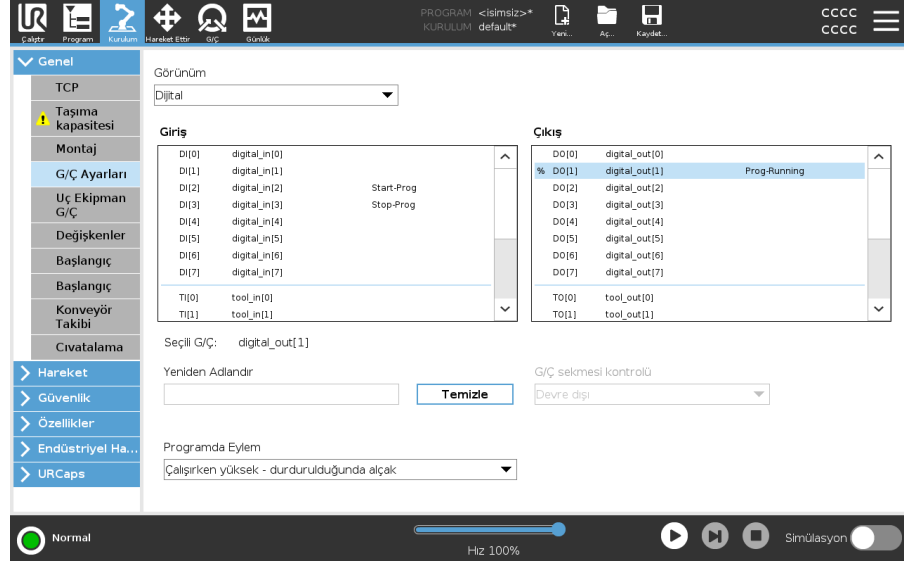 PROGRAM <isimsiz>*
KURULUM default*
CCCC
CCCC
Çalıştır Program Kurulum Hareket Ettir G/Ç Günlük Yeni... Aç... Kaydet...
Genel
TCP
Taşıma
kapasitesi
Montaj
G/Ç Ayarları
Uç Ekipman
G/Ç
Değişkenler
Başlangıç
Başlangıç
Konveyör
Takibi
Cıvatalama
Hareket
Güvenlik
Özellikler
Endüstriyel Ha...
URCaps
Görünüm
Dijital
Giriş
DI[0] digital_in[0]
DI[1] digital_in[1]
DI[2] digital_in[2] Start-Prog
DI[3] digital_in[3] Stop-Prog
DI[4] digital_in[4]
DI[5] digital_in[5]
DI[6] digital_in[6]
DI[7] digital_in[7]
TI[0] tool_in[0]
TI[1] tool_in[1]
Çıkış
DO[0] digital_out[0]
% DO[1] digital_out[1] Prog-Running
DO[2] digital_out[2]
DO[3] digital_out[3]
DO[4] digital_out[4]
DO[5] digital_out[5]
DO[6] digital_out[6]
DO[7] digital_out[7]
TO[0] tool_out[0]
TO[1] tool_out[1]
Seçili G/Ç: digital_out[1]
Yeniden Adlandır
Temizle
G/Ç sekmesi kontrolü
Devre dışı
Programda Eylem
Çalışırken yüksek - durdurulduğunda alçak
Normal
Hız 100%
Simülasyon